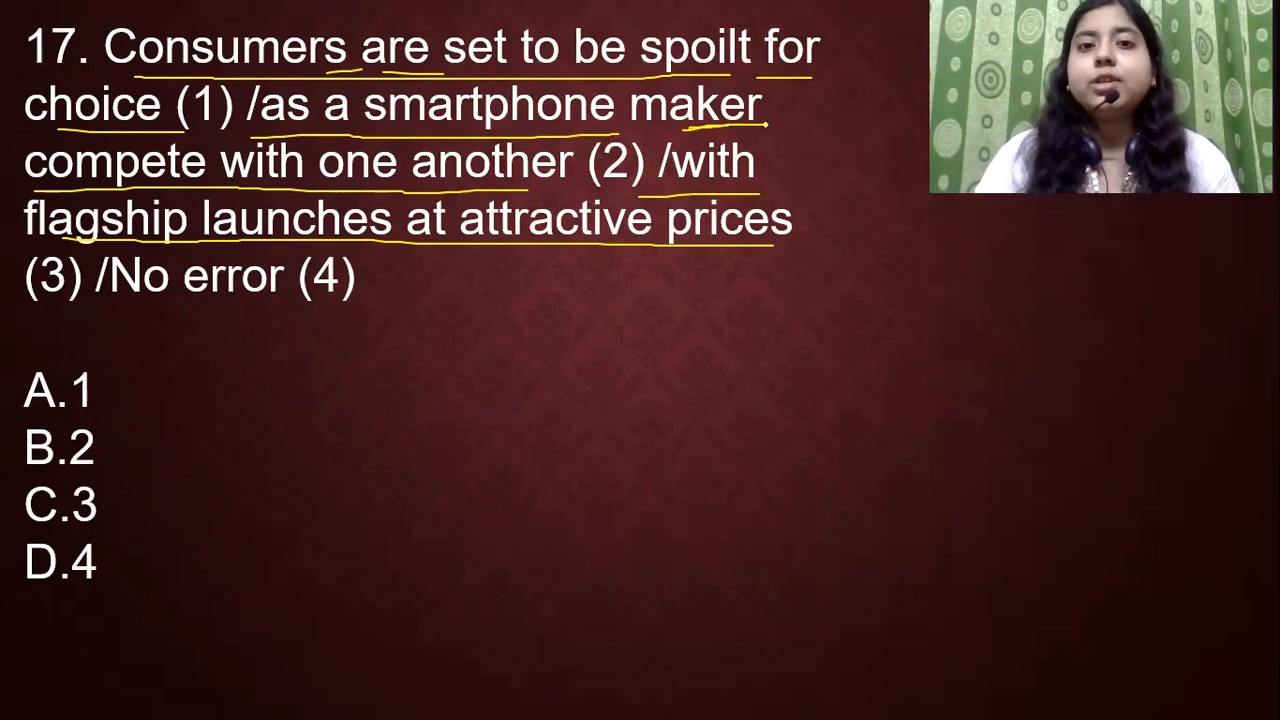 17. Consumers are set to be spoilt for
choice (1) /as a smartphone maker
compete with one another (2) /with
flagship launches at attractive prices
(3) /No error (4)
A.1
B.2
C.3
D.4